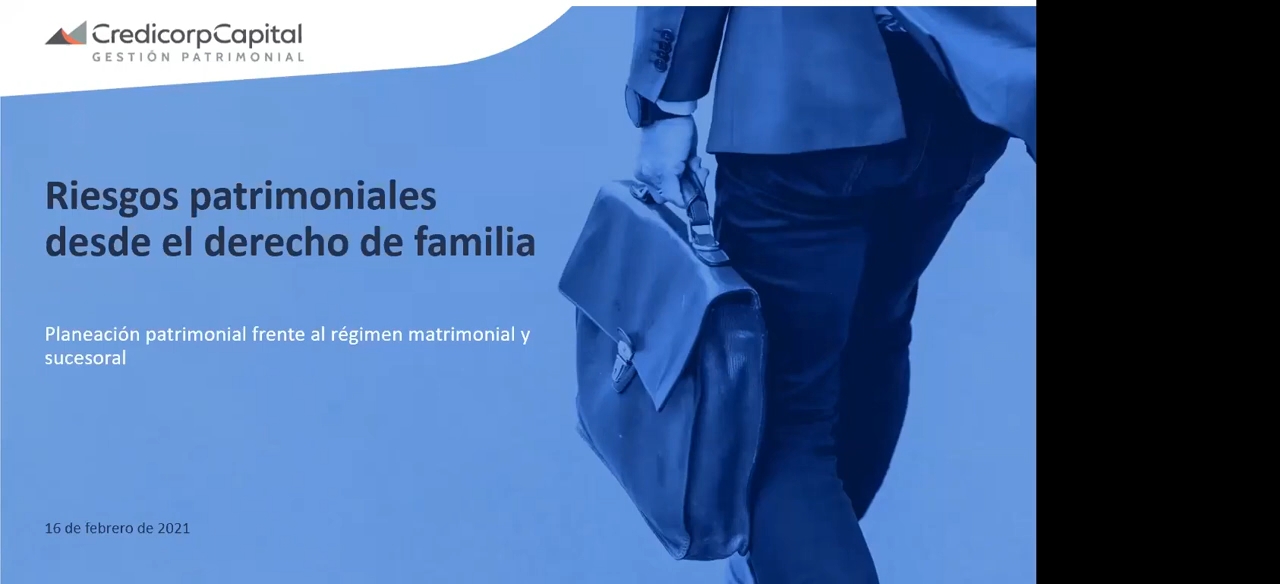 CredicorpCapital
GESTIÓN PATRIMONIAL
Riesgos patrimoniales
desde el derecho de familia
Planeación patrimonial frente al régimen matrimonial y
sucesoral
16 de febrero de 2021